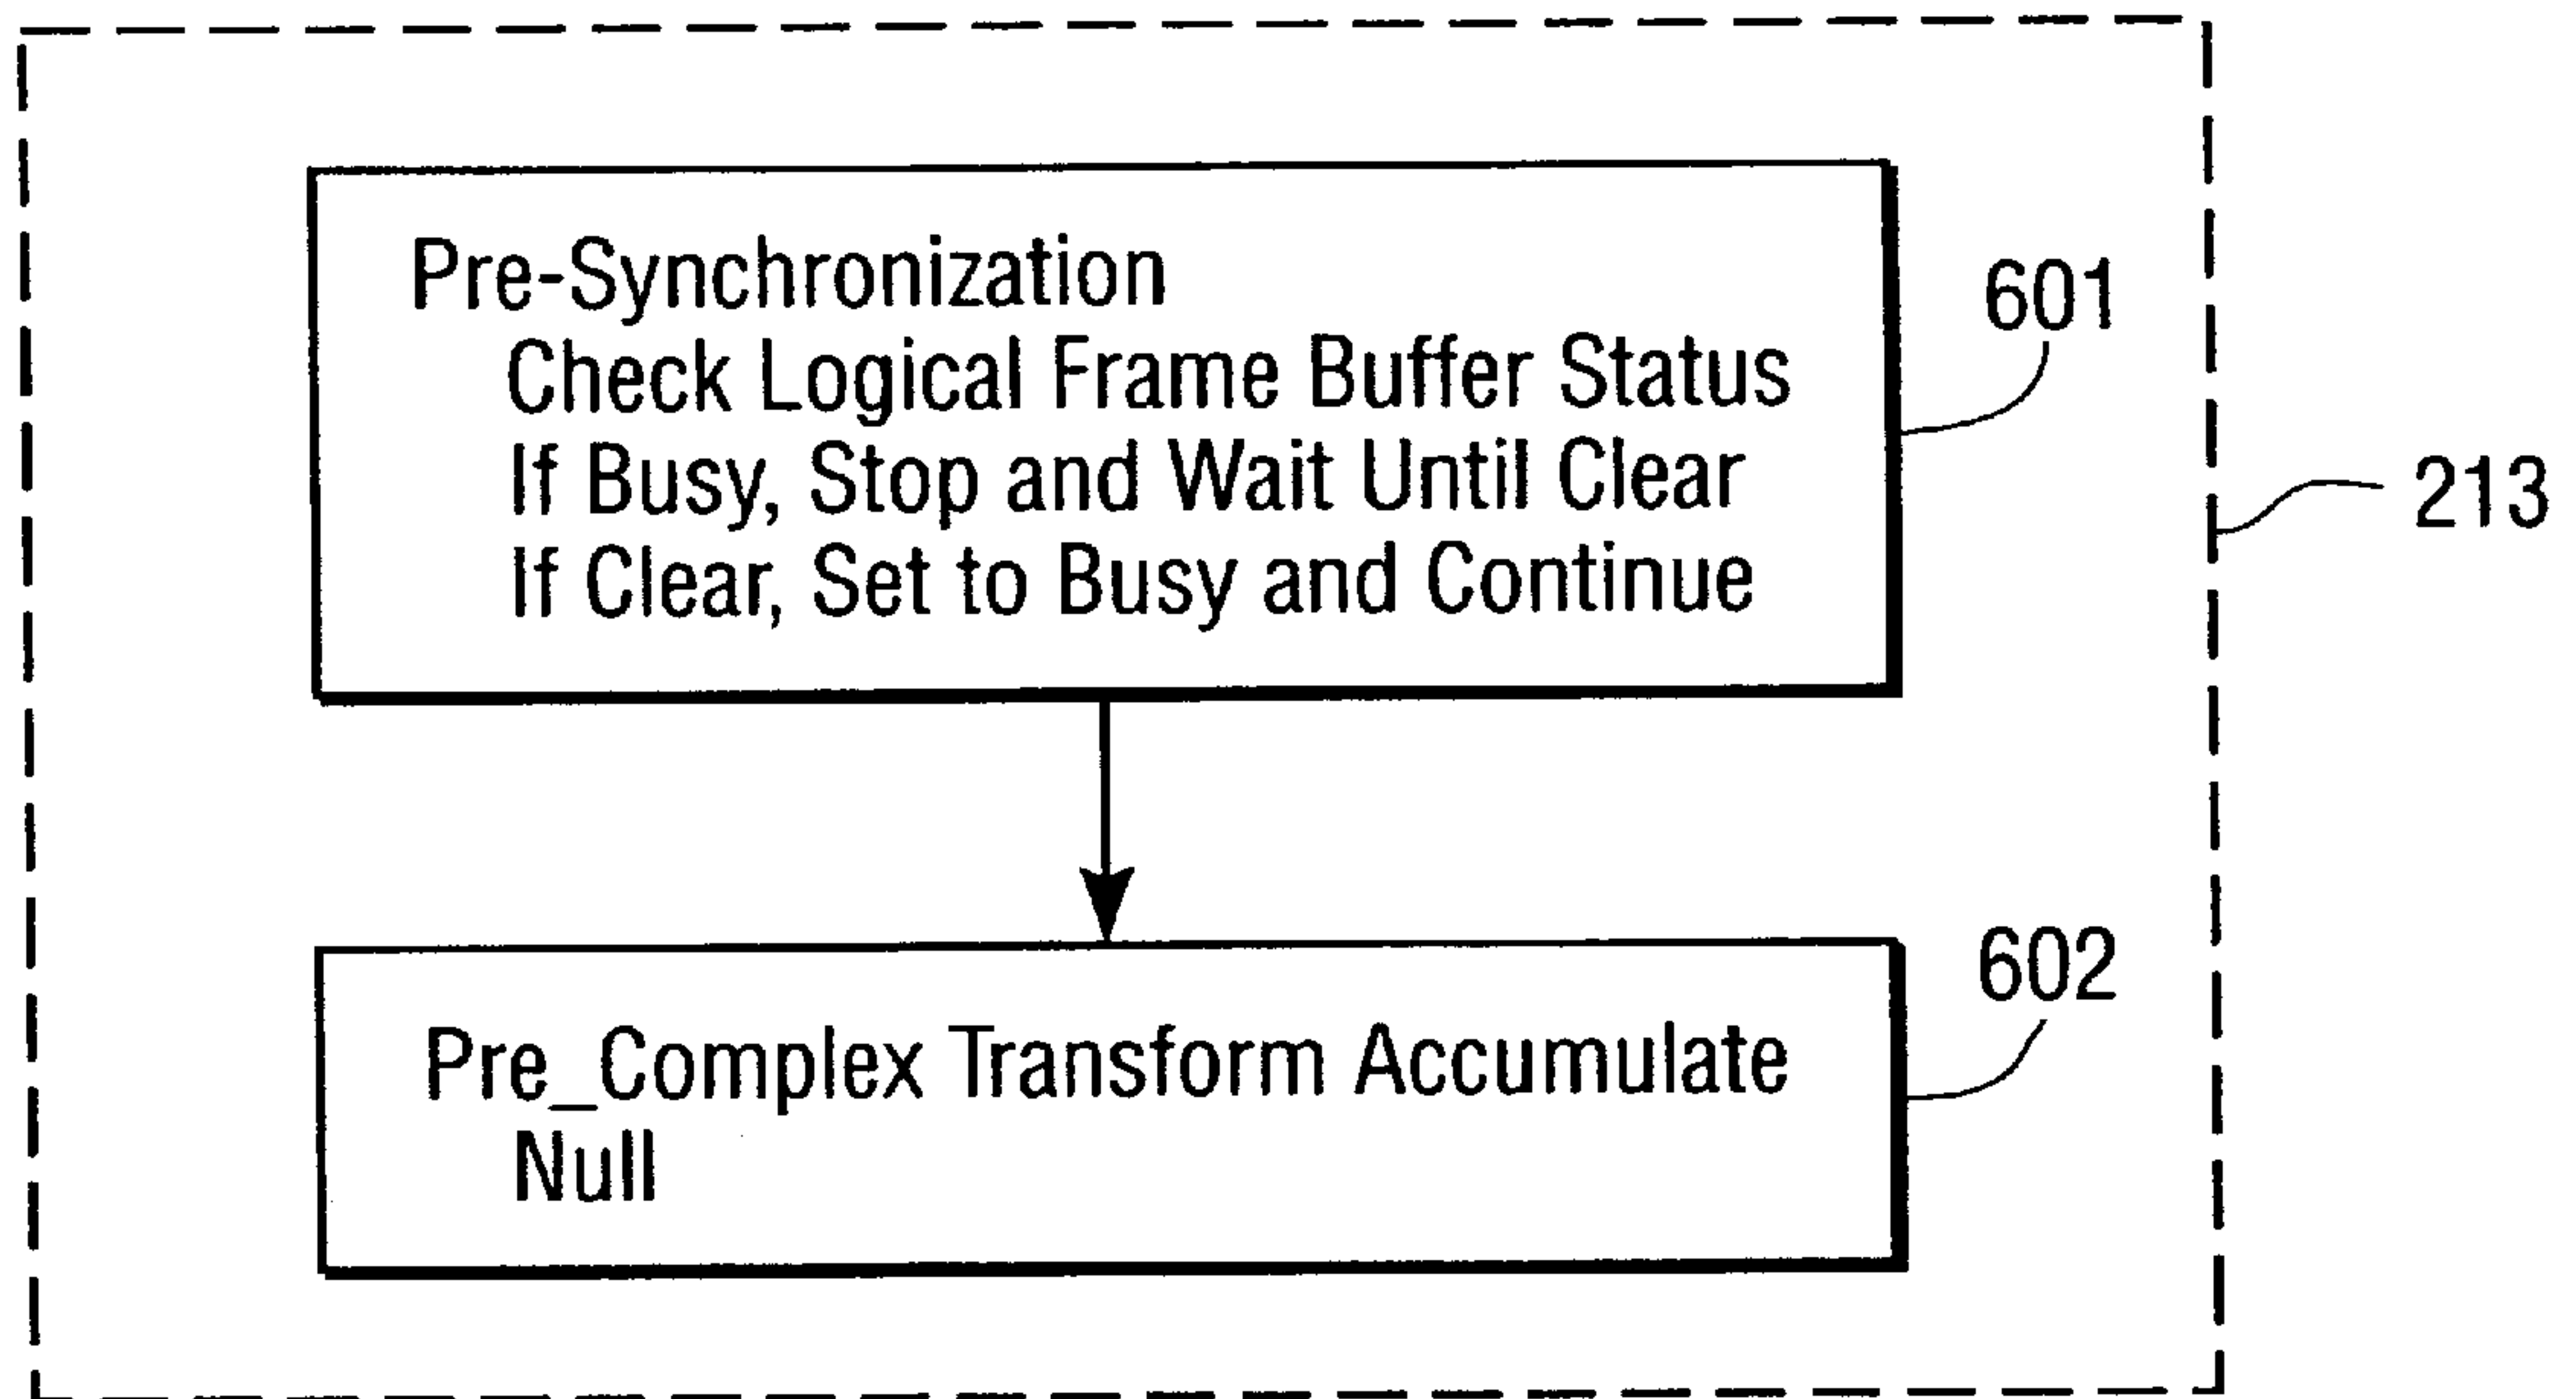 Pre-Synchronization
Check Logical Frame Buffer Status
If Busy, Stop and Wait Until Clear
If Clear, Set to Busy and Continue
601
213
602
Pre_Complex Transform Accumulate
Null